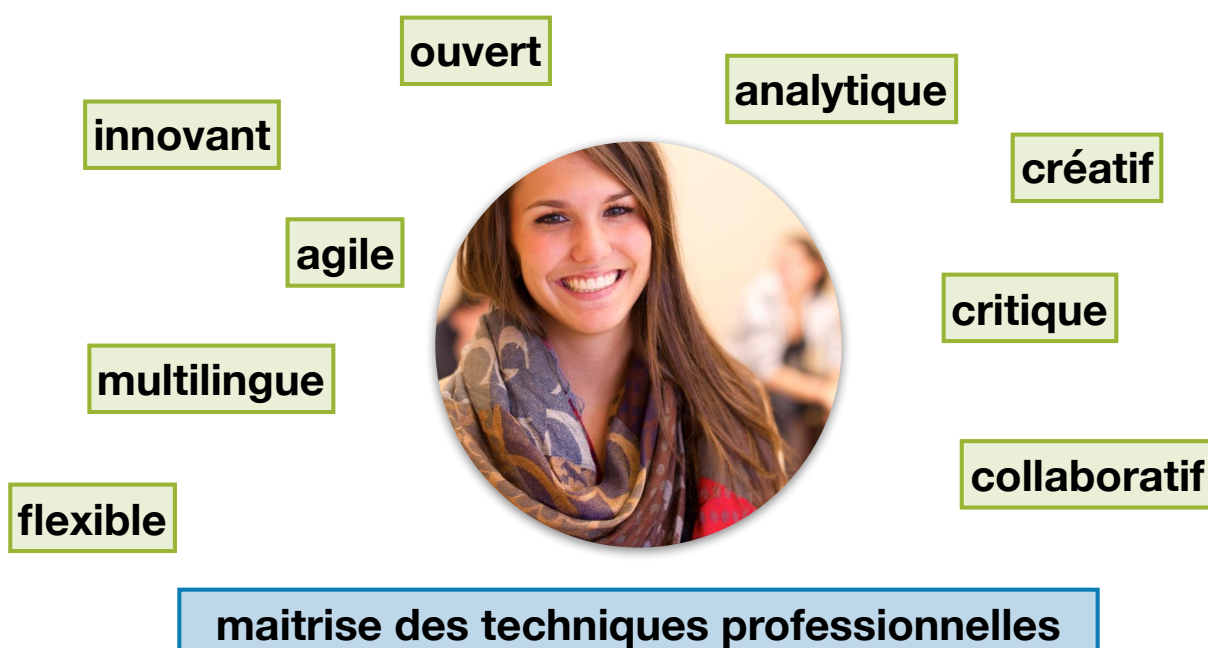 ouvert
analytique
innovant
créatif
agile
critique
multilingue
collaboratif
flexible
maitrise des techniques professionnelles